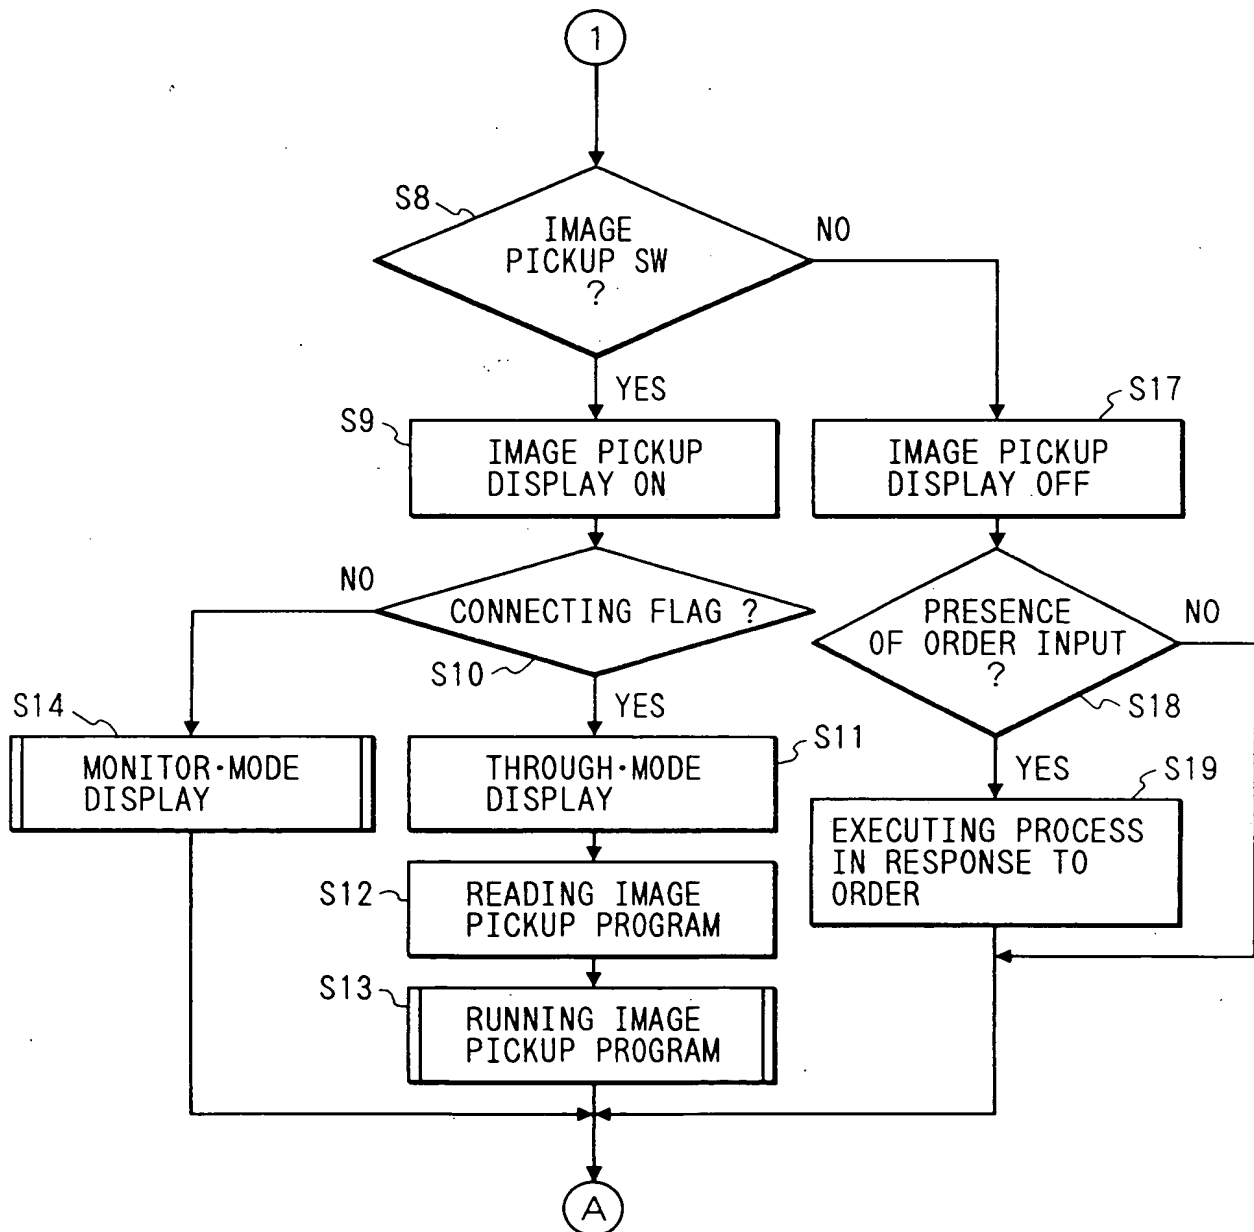 1
S8
IMAGE
PICKUP SW
?
NO
YES
S9
IMAGE PICKUP
DISPLAY ON
S17
IMAGE PICKUP
DISPLAY OFF
NO
CONNECTING FLAG ?
S10
YES
PRESENCE
OF ORDER INPUT
?
NO
S18
YES
S14
MONITOR·MODE
DISPLAY
S11
THROUGH·MODE
DISPLAY
S19
EXECUTING PROCESS
IN RESPONSE TO
ORDER
S12
READING IMAGE
PICKUP PROGRAM
S13
RUNNING IMAGE
PICKUP PROGRAM
A